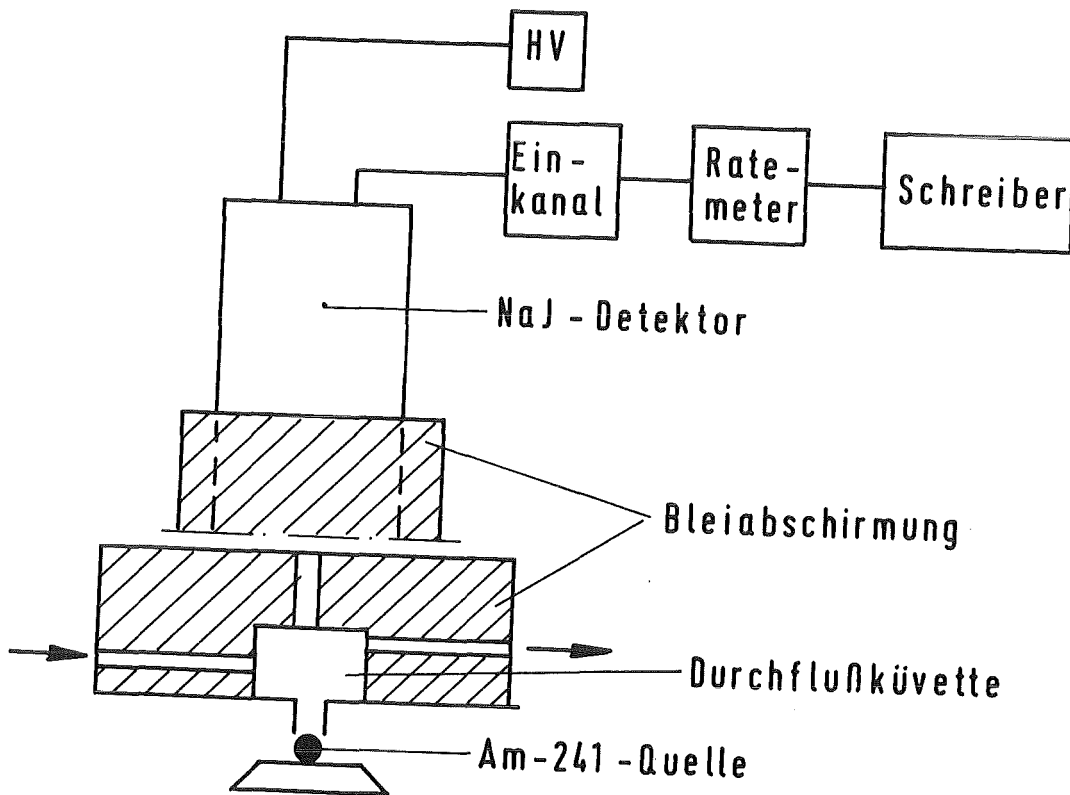 HV
Ein-
kanal
Rate-
meter
Schreiber
NaJ-Detektor
Bleiabschirmung
Durchflußküvette
Am-241-Quelle